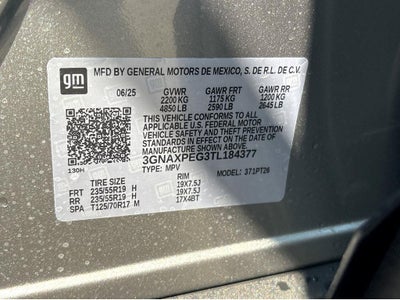 gm
MFD BY GENERAL MOTORS DE MEXICO, S. DE R.L. DE C.V.
06/25 GVWR GAWR FRT GAWR RR
2200 KG 1175 KG 1200 KG
4850 LB 2590 LB 2645 LB
THIS VEHICLE CONFORMS TO ALL
APPLICABLE U.S. FEDERAL MOTOR
VEHICLE SAFETY AND THEFT PREVENTION
STANDARDS IN EFFECT ON THE DATE OF
MANUFACTURE SHOWN ABOVE.
3GNAXPEG3TL184377
130H TYPE: MPV MODEL: 371PT26
TIRE SIZE RIM
FRT 235/55R19 H 19X7.5J
RR 235/55R19 H 19X7.5J
SPA T125/70R17 M 17X4BT